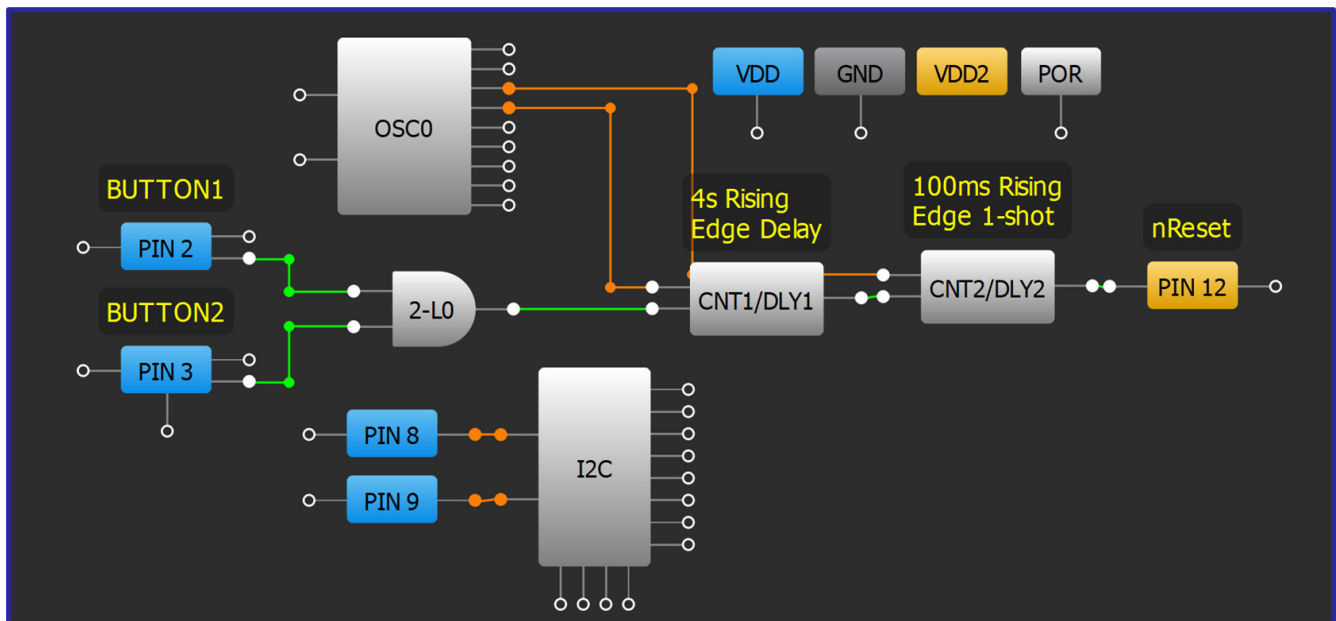 OSC0
VDD
GND
VDD2
POR
BUTTON1
PIN 2
BUTTON2
PIN 3
2-L0
4s Rising
Edge Delay
CNT1/DLY1
100ms Rising
Edge 1-shot
CNT2/DLY2
nReset
PIN 12
PIN 8
PIN 9
I2C